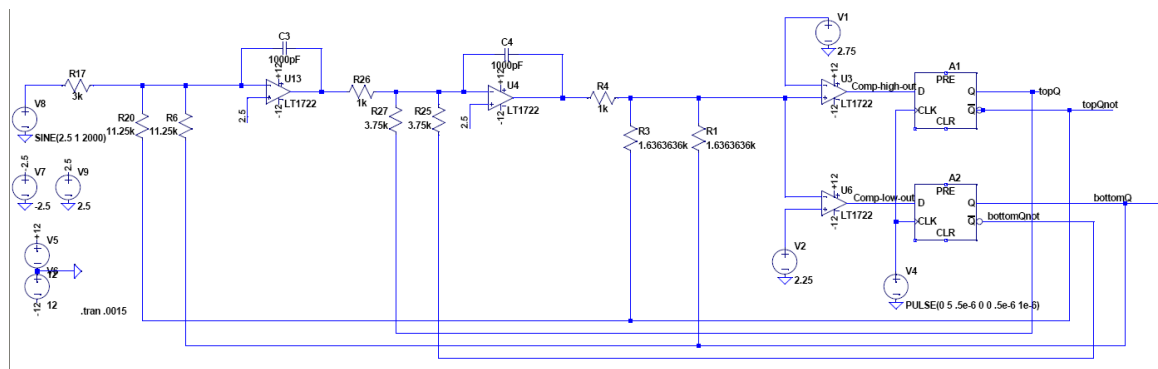 C3
1000pF
C4
1000pF
V1
2.75
R17
3k
+12
U13
-12
LT1722
2.5
R26
1k
+12
U4
-12
LT1722
2.5
R4
1k
+12
U3
-12
LT1722
Comp-high-out
A1
PRE
D
Q
CLK
Q
CLR
topQ
topQnot
V8
SINE(2.5 1 2000)
R20
11.25k
R6
11.25k
R27
3.75k
R25
3.75k
R3
1.6363636k
R1
1.6363636k
V7
-2.5
-2.5
V9
2.5
2.5
+12
U6
-12
LT1722
Comp-low-out
A2
PRE
D
Q
CLK
Q
CLR
bottomQ
bottomQnot
+12
V5
12
V6
12
-12
V2
2.25
V4
PULSE(0 5 .5e-6 0 0 .5e-6 1e-6)
.tran .0015